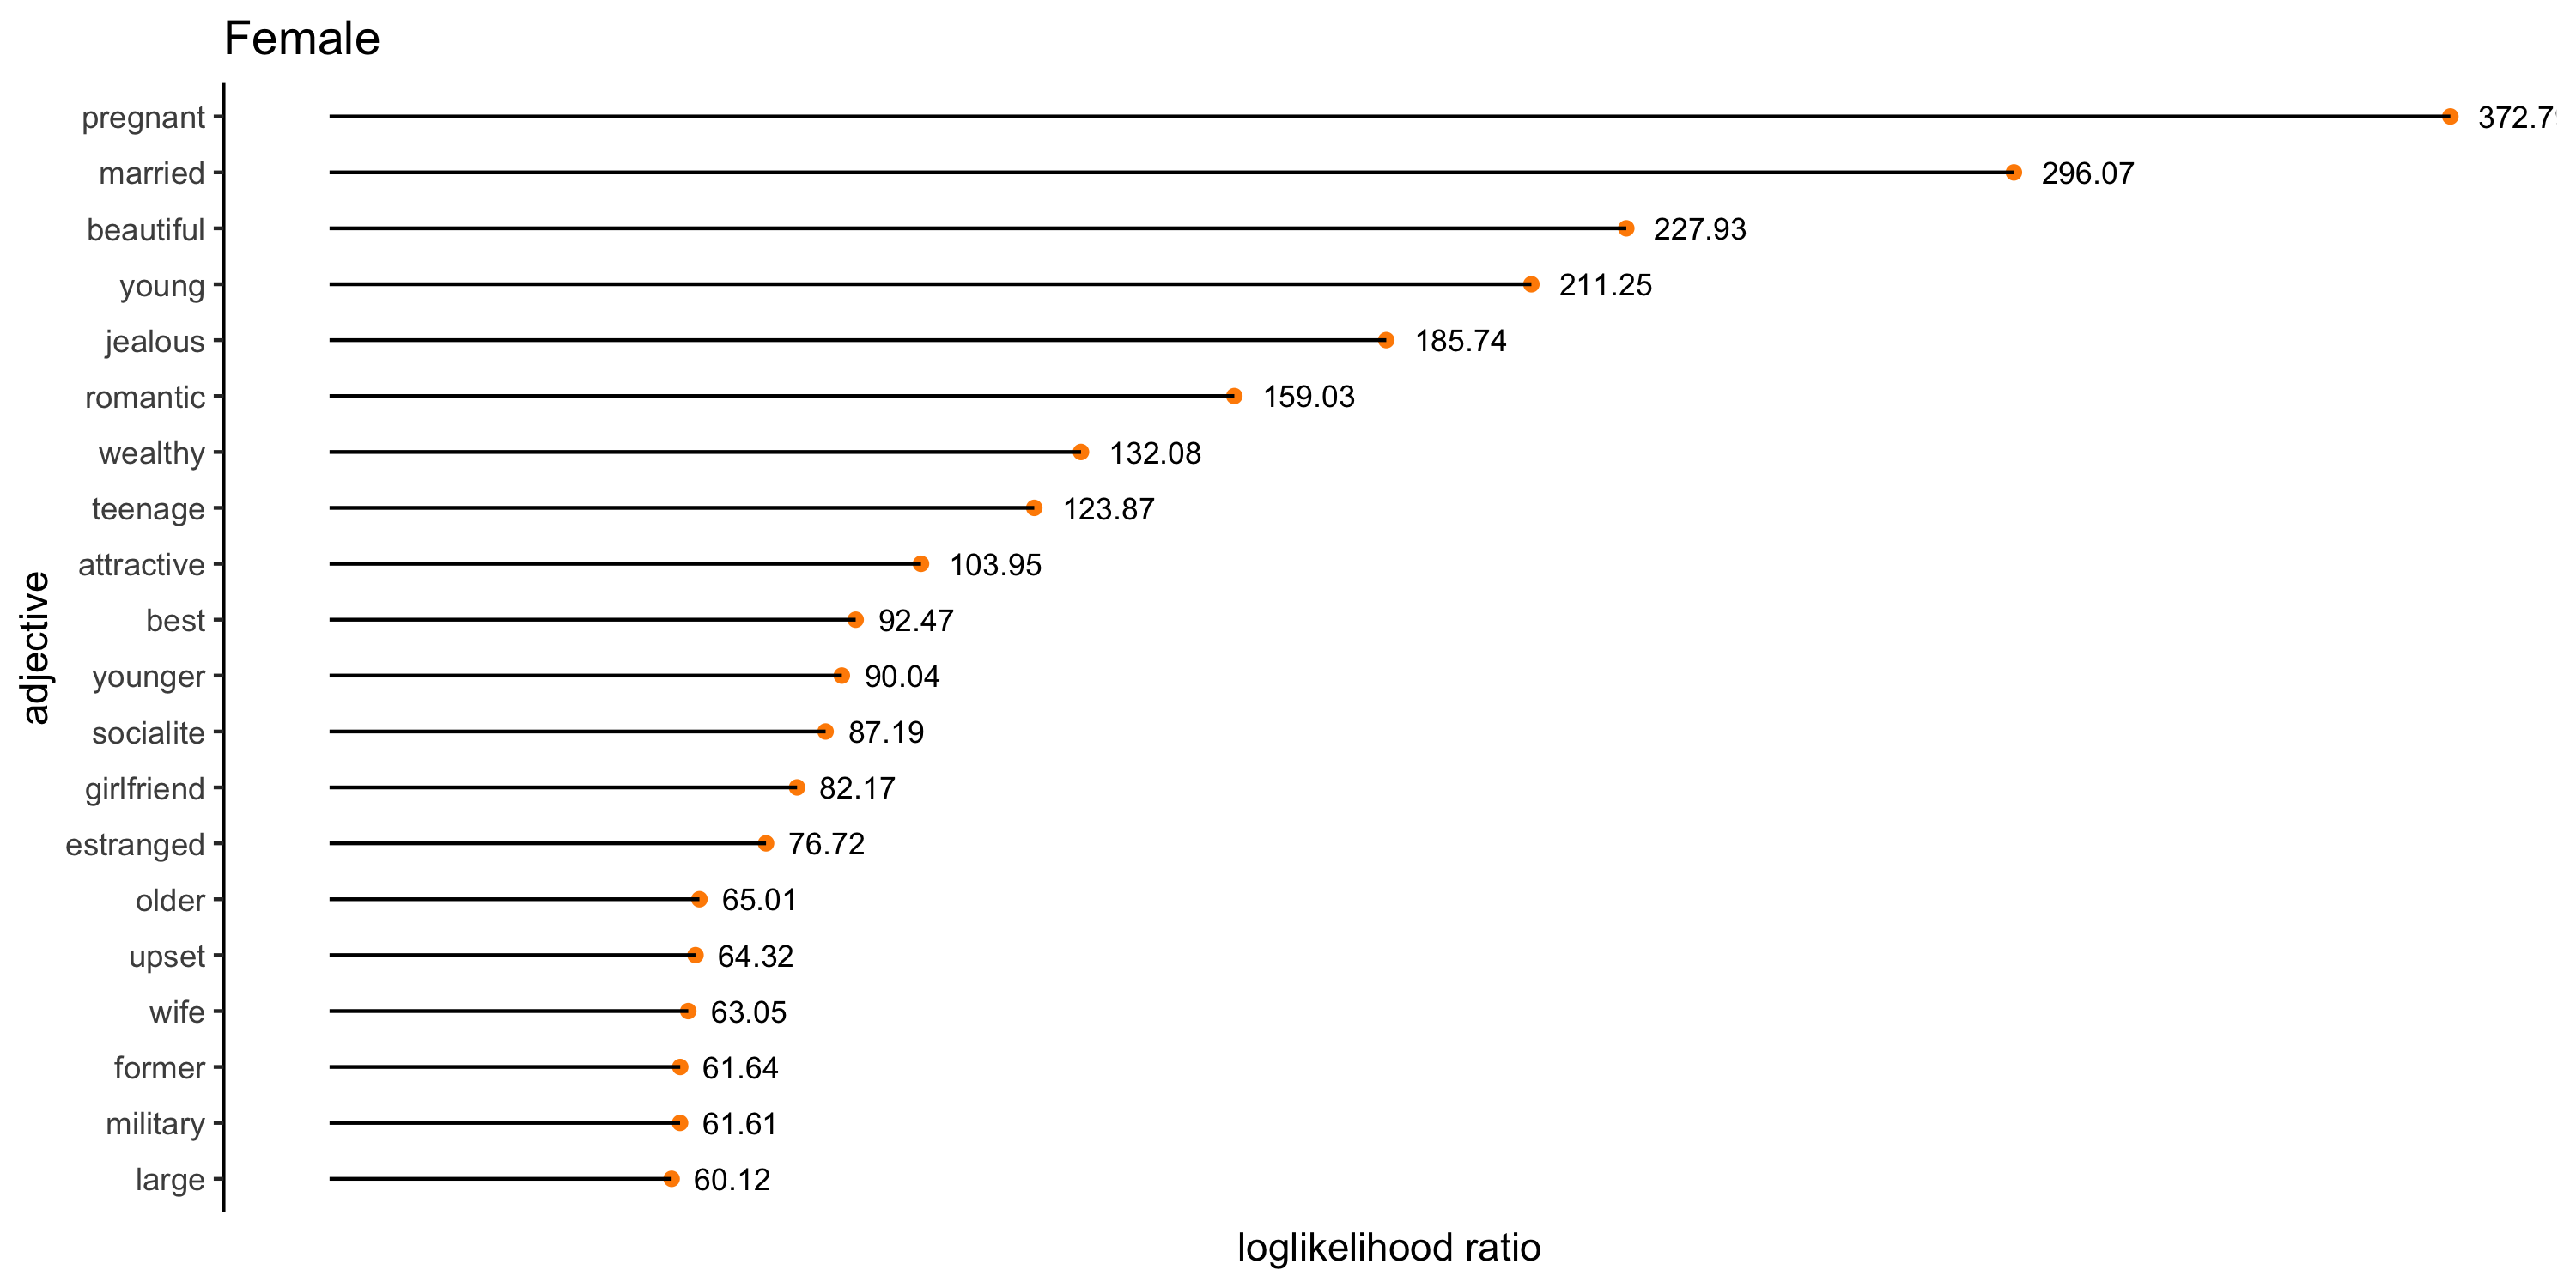 Female
pregnant 372.7
married 296.07
beautiful 227.93
young 211.25
jealous 185.74
romantic 159.03
wealthy 132.08
teenage 123.87
attractive 103.95
best 92.47
younger 90.04
socialite 87.19
girlfriend 82.17
estranged 76.72
older 65.01
upset 64.32
wife 63.05
former 61.64
military 61.61
large 60.12
adjective
loglikelihood ratio